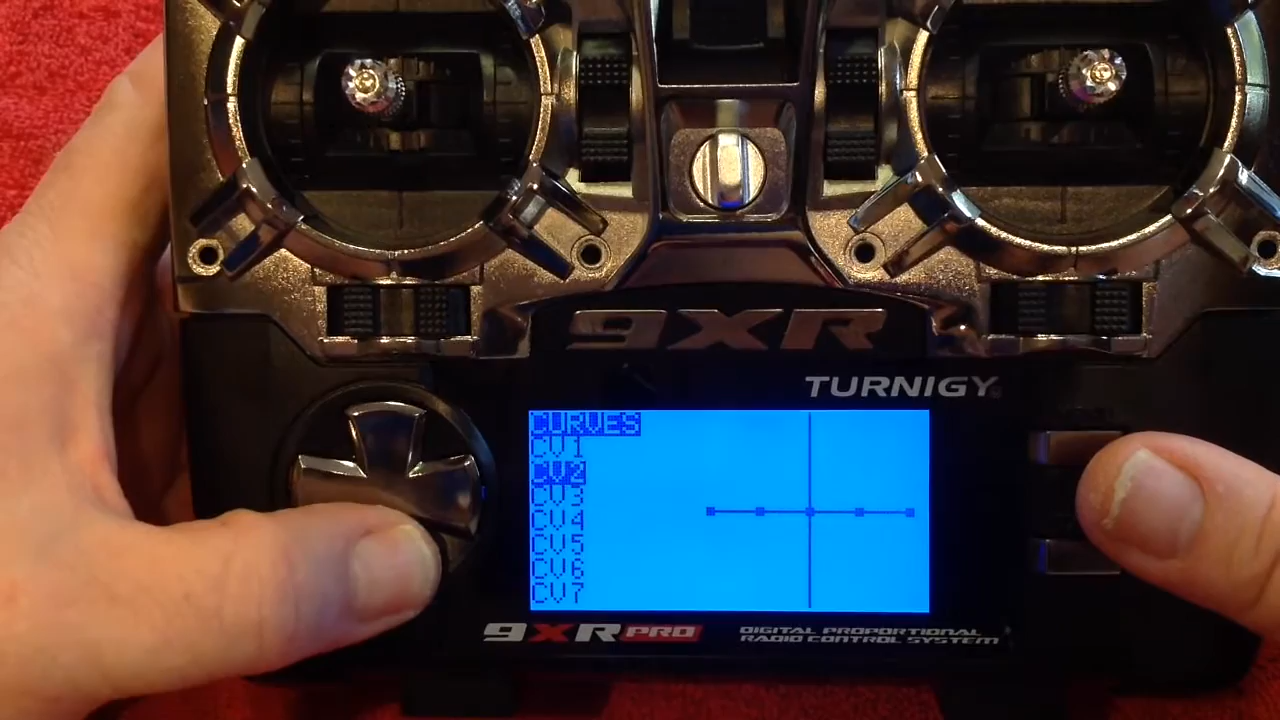 9XR
TURNIGY
CURVES
CV1
CV2
CV3
CV4
CV5
CV6
CV7
9XR PRO
DIGITAL PROPORTIONAL
RADIO CONTROL SYSTEM